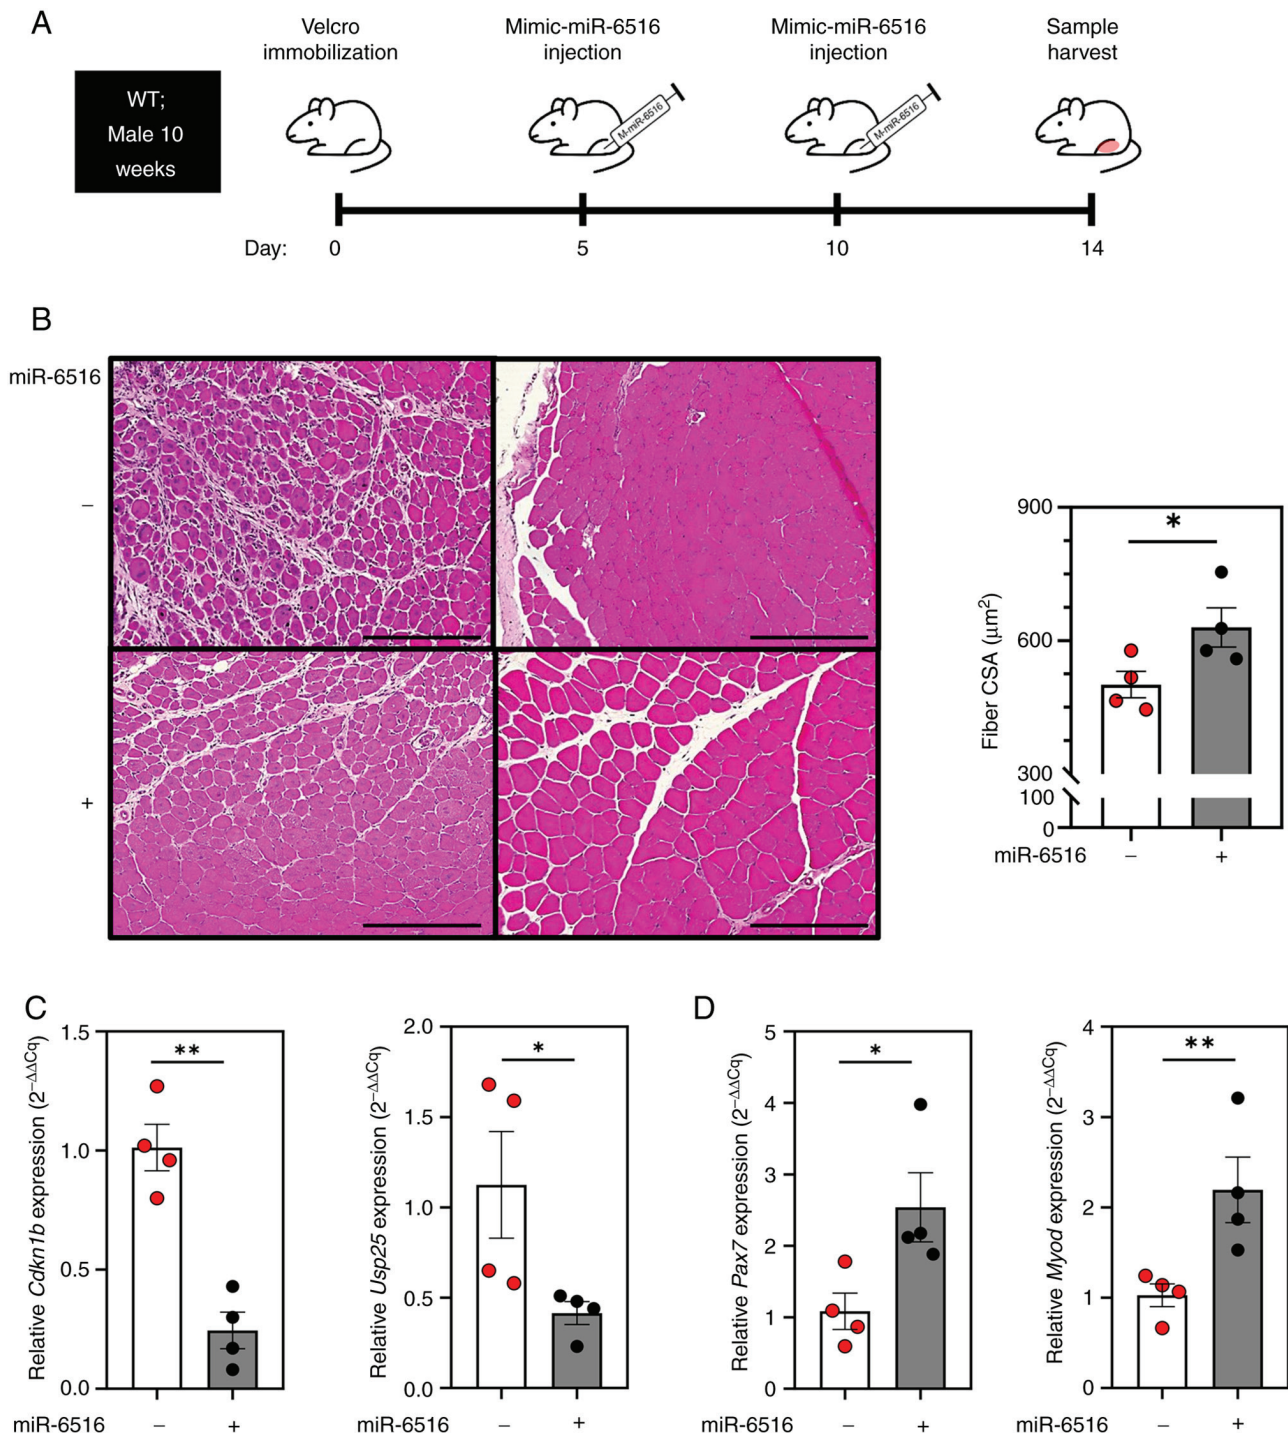 A
Velcro
immobilization
Mimic-miR-6516
injection
Mimic-miR-6516
injection
Sample
harvest
WT;
Male 10
weeks
M-miR-6516
M-miR-6516
Day: 0 5 10 14
B
miR-6516
–
+
900
600
300
100
0
Fiber CSA (μm²)
*
miR-6516 – +
C
1.5
1.0
0.5
0.0
Relative Cdkn1b expression (2^−ΔΔCq)
**
miR-6516 – +
2.0
1.5
1.0
0.5
0.0
Relative Usp25 expression (2^−ΔΔCq)
*
miR-6516 – +
D
5
4
3
2
1
0
Relative Pax7 expression (2^−ΔΔCq)
*
miR-6516 – +
4
3
2
1
0
Relative Myod expression (2^−ΔΔCq)
**
miR-6516 – +